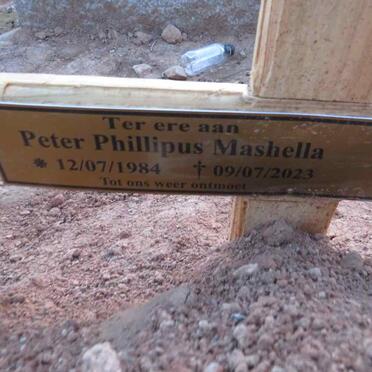 Ter ere aan
Peter Phillipus Mashella
* 12/07/1984 † 09/07/2023
Tot ons weer ontmoet